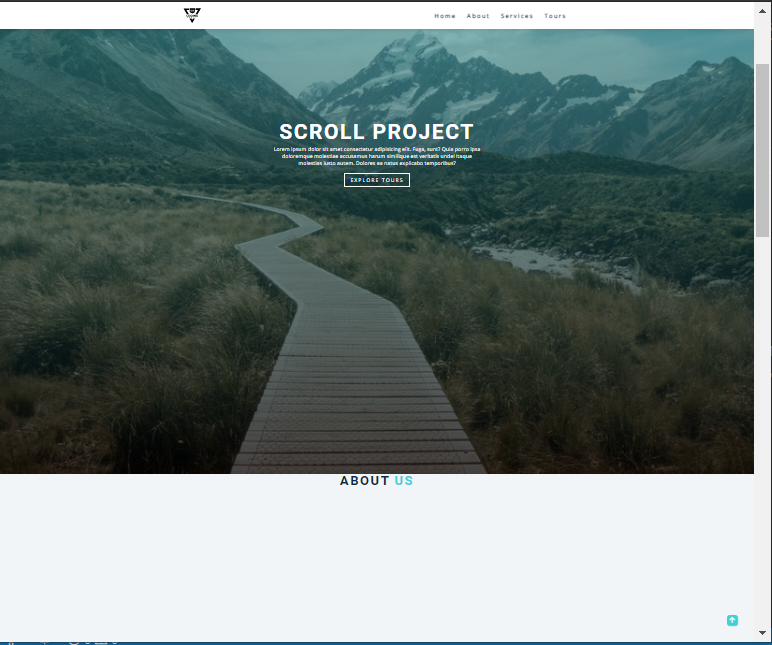 Home About Services Tours
SCROLL PROJECT
Lorem ipsum dolor sit amet consectetur adipisicing elit. Fuga, sunt? Quia porro ipsa
doloremque molestiae accusamus harum similique est veritatis undei itaque
molestias iusto autem. Dolores ea natus explicabo temporibus?
EXPLORE TOURS
ABOUT US